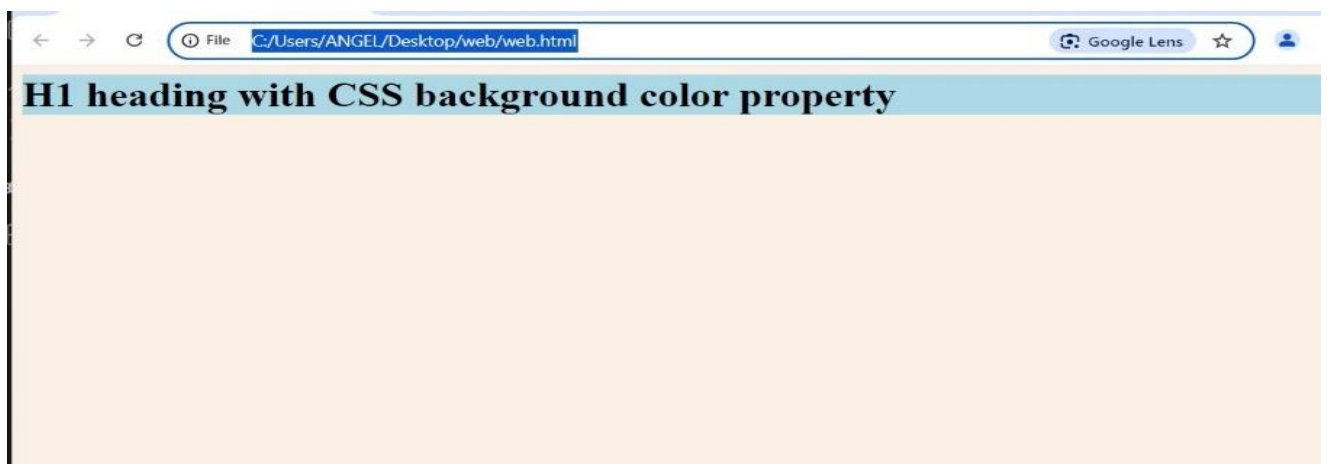 File C:/Users/ANGEL/Desktop/web/web.html Google Lens
H1 heading with CSS background color property